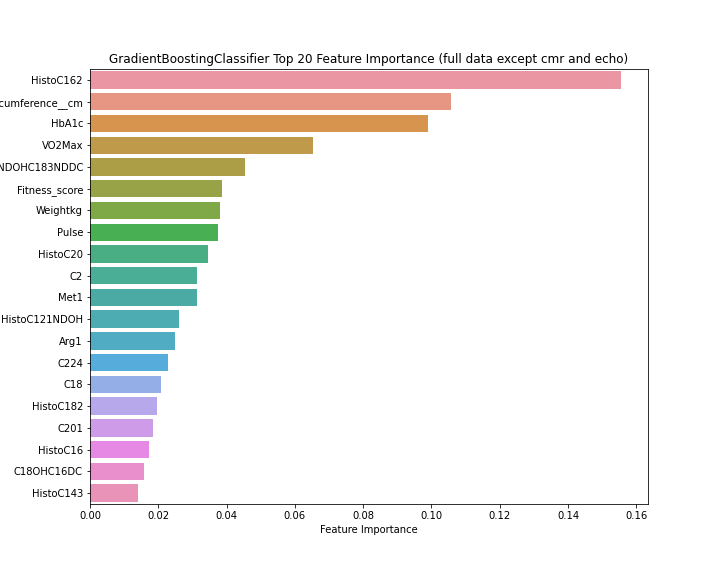 GradientBoostingClassifier Top 20 Feature Importance (full data except cmr and echo)
HistoC162
cumference__cm
HbA1c
VO2Max
NDOHC183NDDC
Fitness_score
Weightkg
Pulse
HistoC20
C2
Met1
HistoC121NDOH
Arg1
C224
C18
HistoC182
C201
HistoC16
C18OHC16DC
HistoC143
0.00 0.02 0.04 0.06 0.08 0.10 0.12 0.14 0.16
Feature Importance